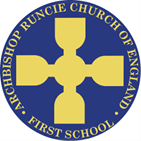 ARCHBISHOP RUNCIE CHURCH OF ENGLAND
· FIRST SCHOOL ·